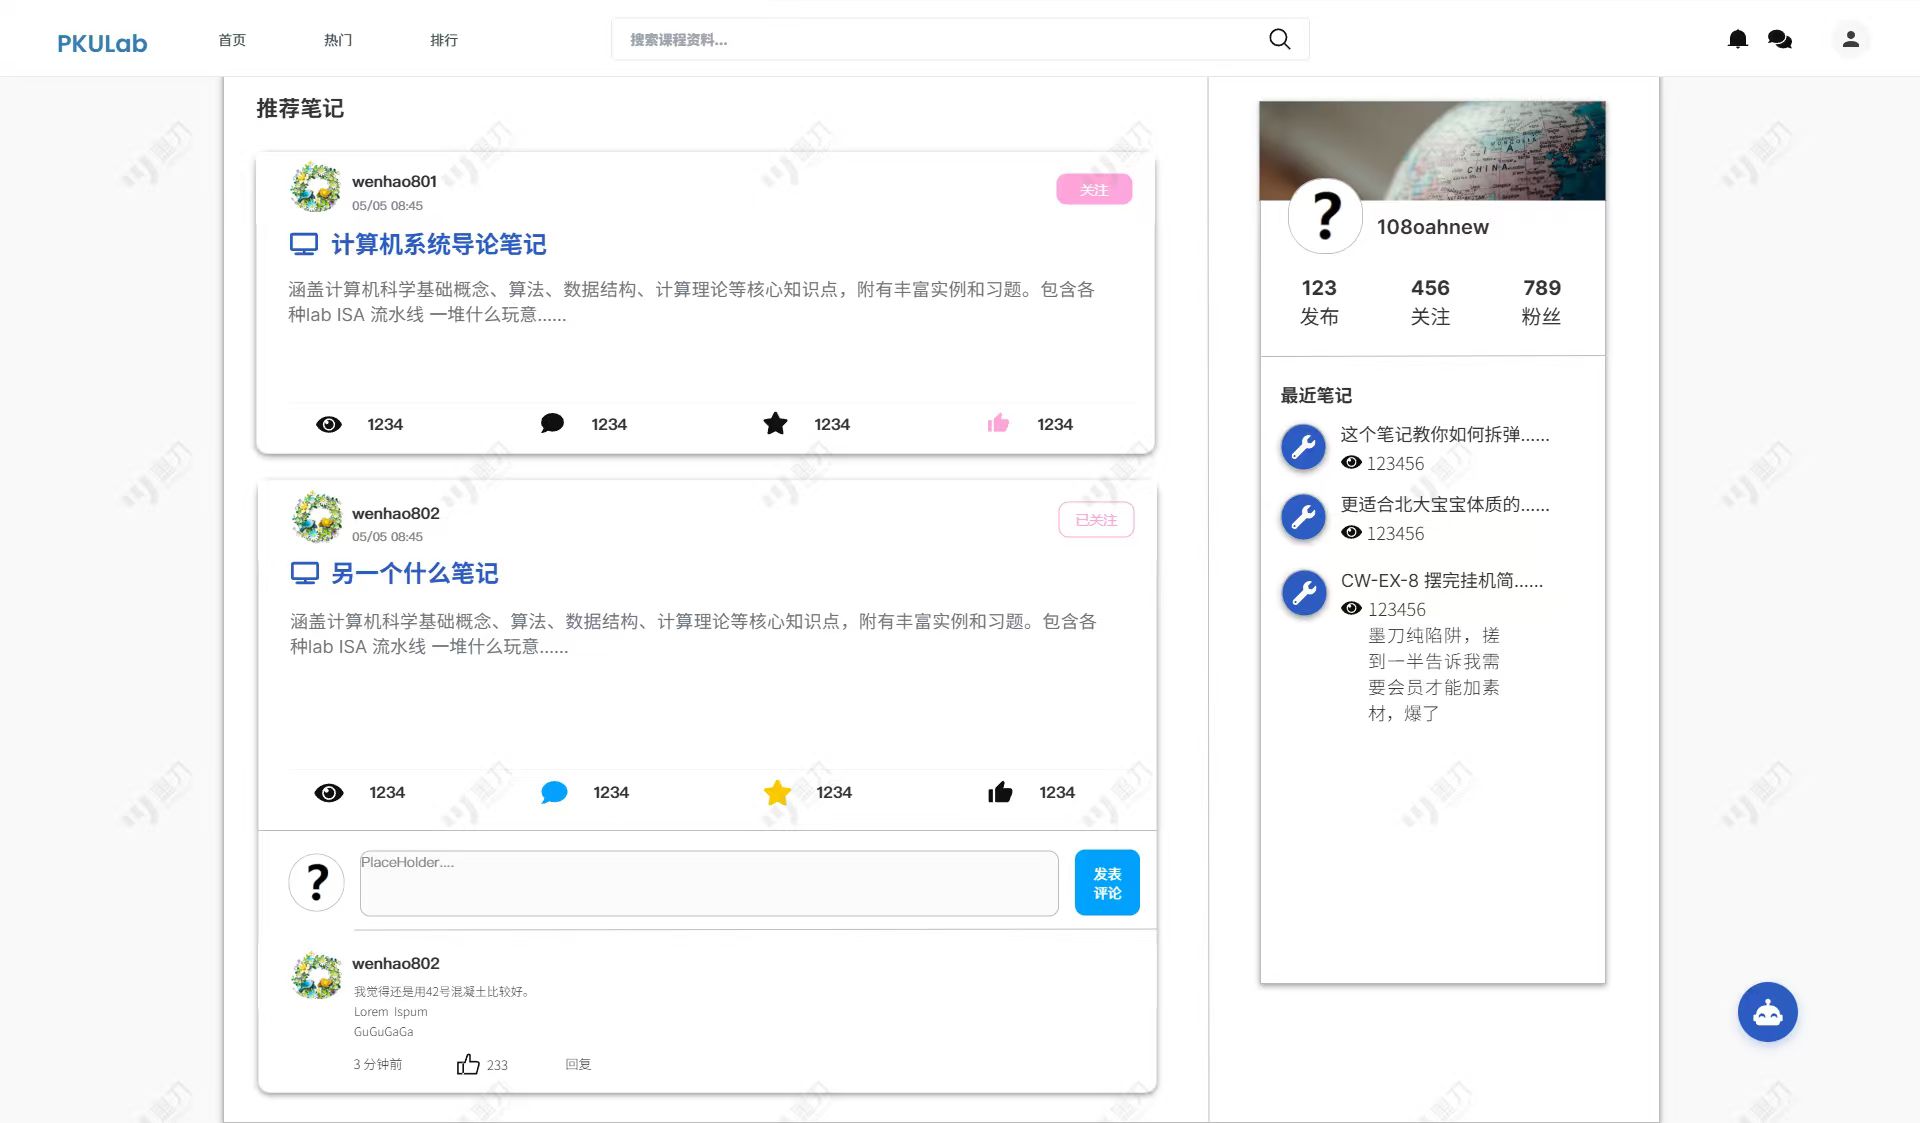 PKULab
首页
热门
排行
搜索课程资料...
推荐笔记
wenhao801
05/05 08:45
关注
计算机系统导论笔记
涵盖计算机科学基础概念、算法、数据结构、计算理论等核心知识点，附有丰富实例和习题。包含各
种lab ISA 流水线 一堆什么玩意......
1234
1234
1234
1234
wenhao802
05/05 08:45
已关注
另一个什么笔记
涵盖计算机科学基础概念、算法、数据结构、计算理论等核心知识点，附有丰富实例和习题。包含各
种lab ISA 流水线 一堆什么玩意......
1234
1234
1234
1234
?
PlaceHolder....
发表
评论
wenhao802
我觉得还是用42号混凝土比较好。
Lorem Ispum
GuGuGaGa
3 分钟前
233
回复
MONGOLIA
CHINA
?
108oahnew
123
456
789
发布
关注
粉丝
最近笔记
这个笔记教你如何拆弹......
123456
更适合北大宝宝体质的......
123456
CW-EX-8 摆完挂机简......
123456
墨刀纯陷阱，搓
到一半告诉我需
要会员才能加素
材，爆了
墨刀